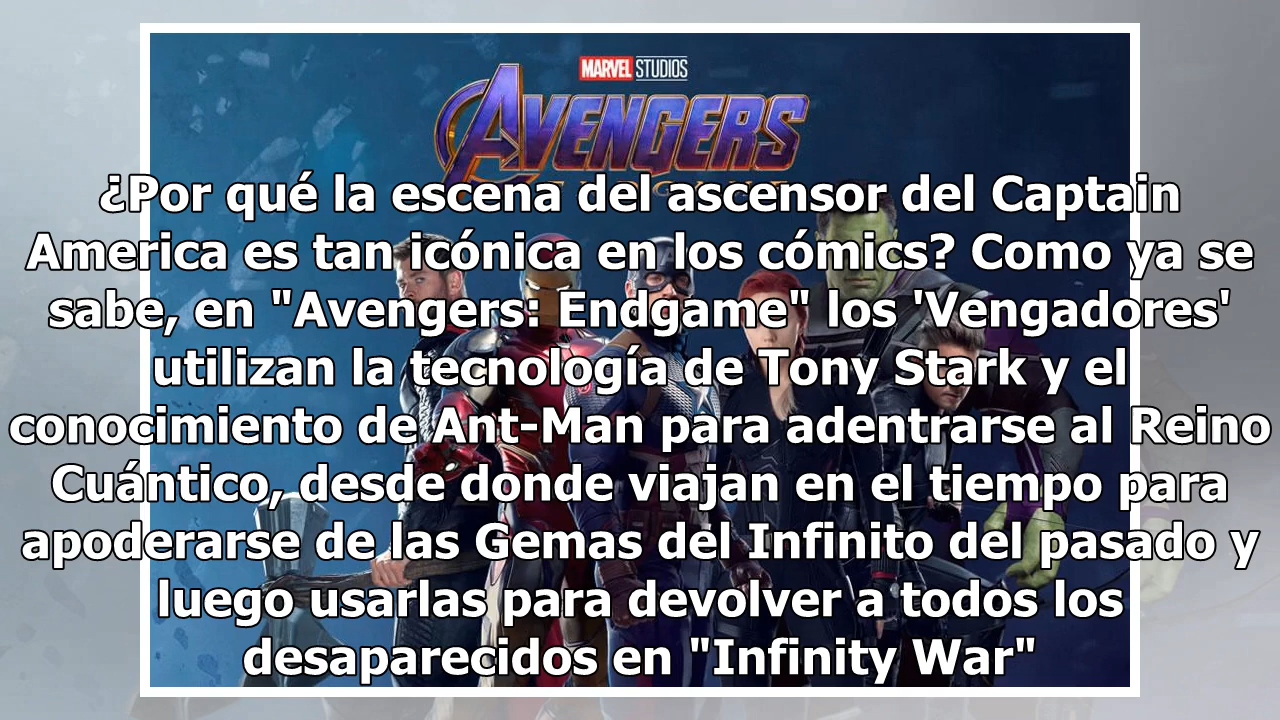 MARVEL STUDIOS
AVENGERS
¿Por qué la escena del ascensor del Captain
America es tan icónica en los cómics? Como ya se
sabe, en "Avengers: Endgame" los 'Vengadores'
utilizan la tecnología de Tony Stark y el
conocimiento de Ant-Man para adentrarse al Reino
Cuántico, desde donde viajan en el tiempo para
apoderarse de las Gemas del Infinito del pasado y
luego usarlas para devolver a todos los
desaparecidos en "Infinity War"